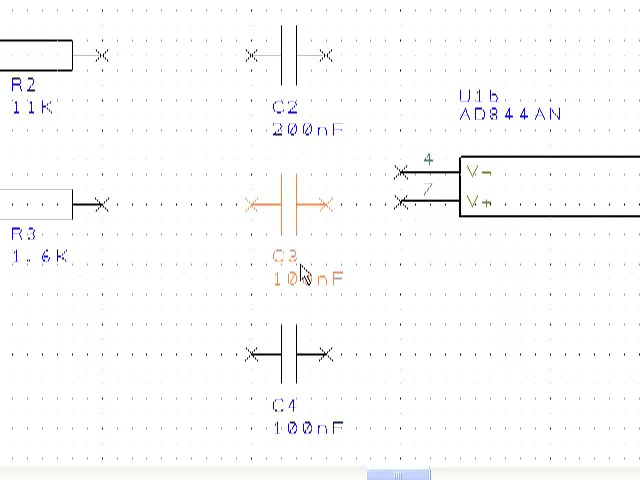 R2
11K
C2
200nF
U1b
AD844AN
4
V-
7
V+
R3
1.6K
C3
100nF
C4
100nF